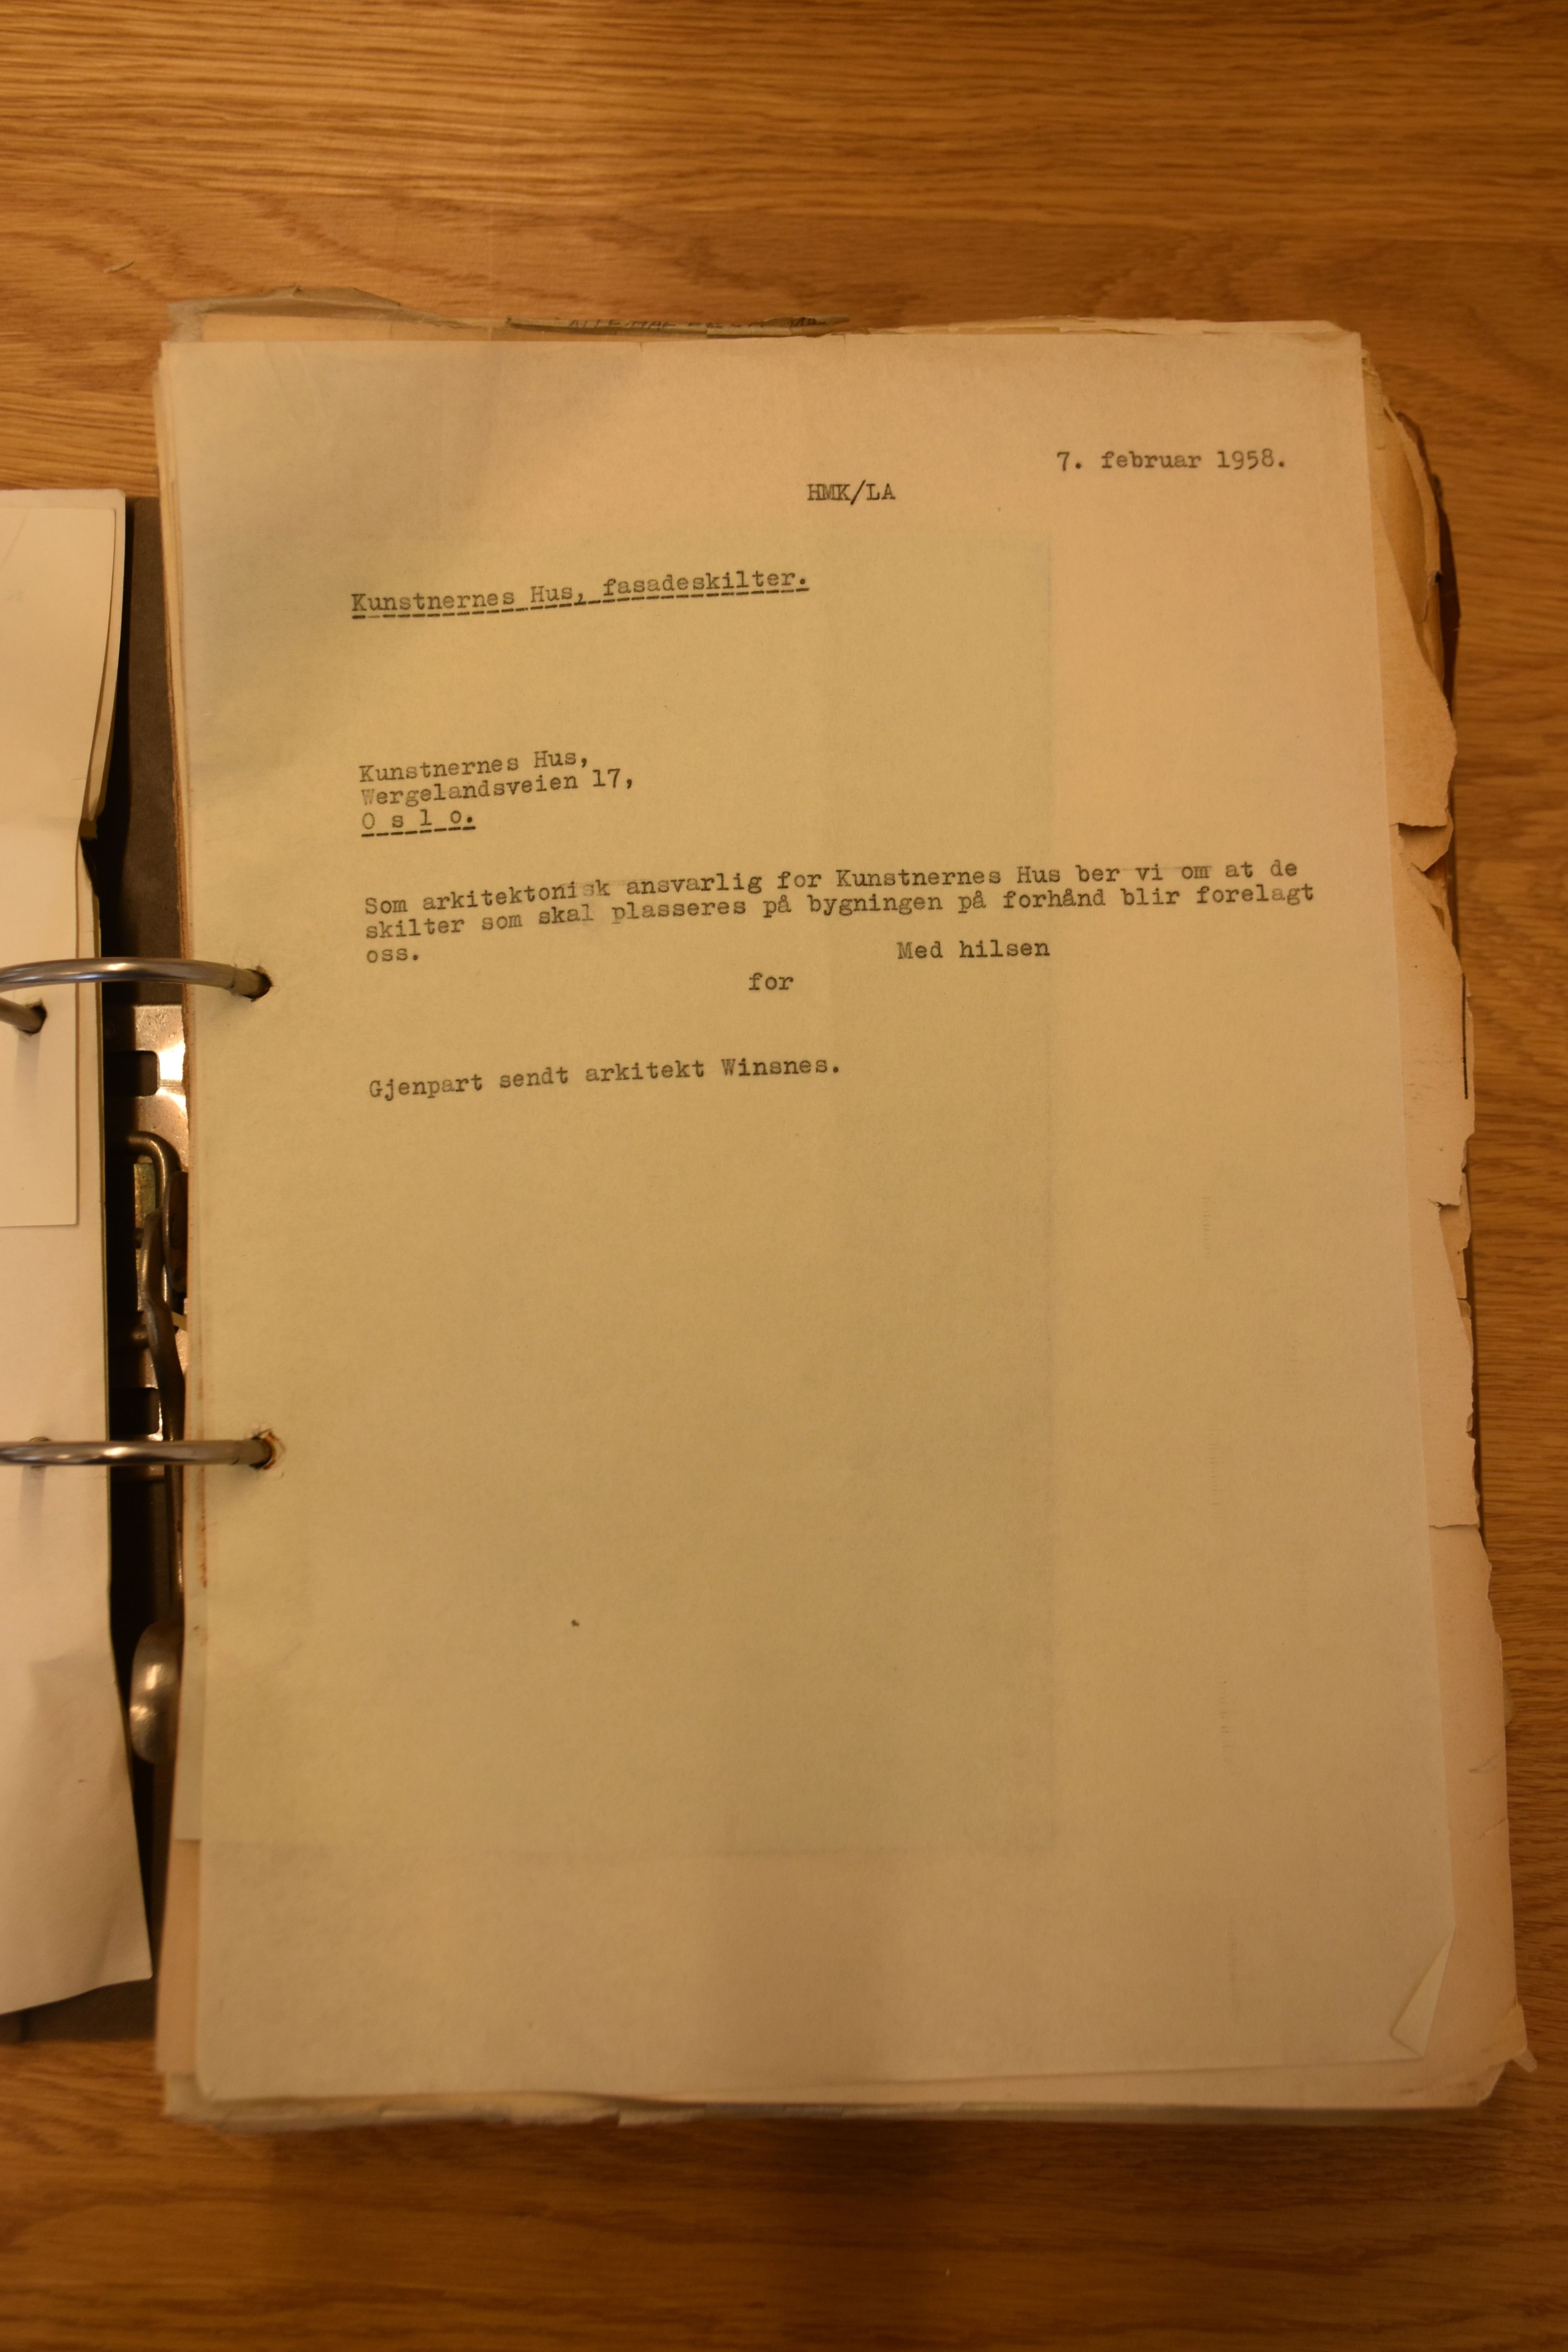 7. februar 1958.
HMK/LA
Kunstnernes Hus, fasadeskilter.
Kunstnernes Hus,
Wergelandsveien 17,
O s l o.
Som arkitektonisk ansvarlig for Kunstnernes Hus ber vi om at de
skilter som skal plasseres på bygningen på forhånd blir forelagt
oss.
Med hilsen
for
Gjenpart sendt arkitekt Winsnes.